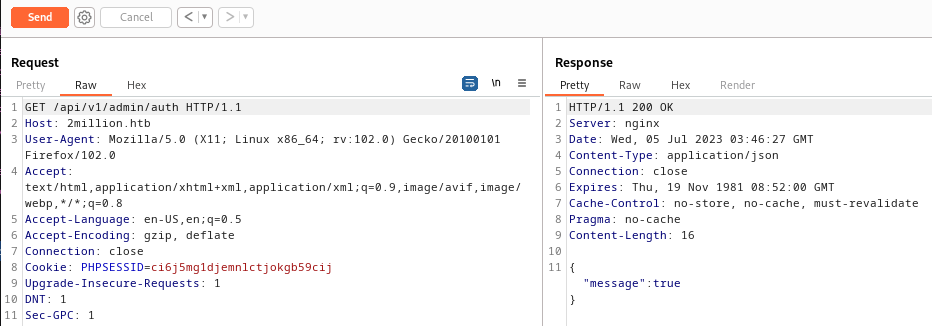 Send Cancel < >
Request
Pretty Raw Hex \n
1 GET /api/v1/admin/auth HTTP/1.1
2 Host: 2million.htb
3 User-Agent: Mozilla/5.0 (X11; Linux x86_64; rv:102.0) Gecko/20100101
Firefox/102.0
4 Accept:
text/html,application/xhtml+xml,application/xml;q=0.9,image/avif,image/
webp,*/*;q=0.8
5 Accept-Language: en-US,en;q=0.5
6 Accept-Encoding: gzip, deflate
7 Connection: close
8 Cookie: PHPSESSID=ci6j5mg1djemnlctjokgb59cij
9 Upgrade-Insecure-Requests: 1
10 DNT: 1
11 Sec-GPC: 1
Response
Pretty Raw Hex Render
1 HTTP/1.1 200 OK
2 Server: nginx
3 Date: Wed, 05 Jul 2023 03:46:27 GMT
4 Content-Type: application/json
5 Connection: close
6 Expires: Thu, 19 Nov 1981 08:52:00 GMT
7 Cache-Control: no-store, no-cache, must-revalidate
8 Pragma: no-cache
9 Content-Length: 16
10
11 {
"message":true
}